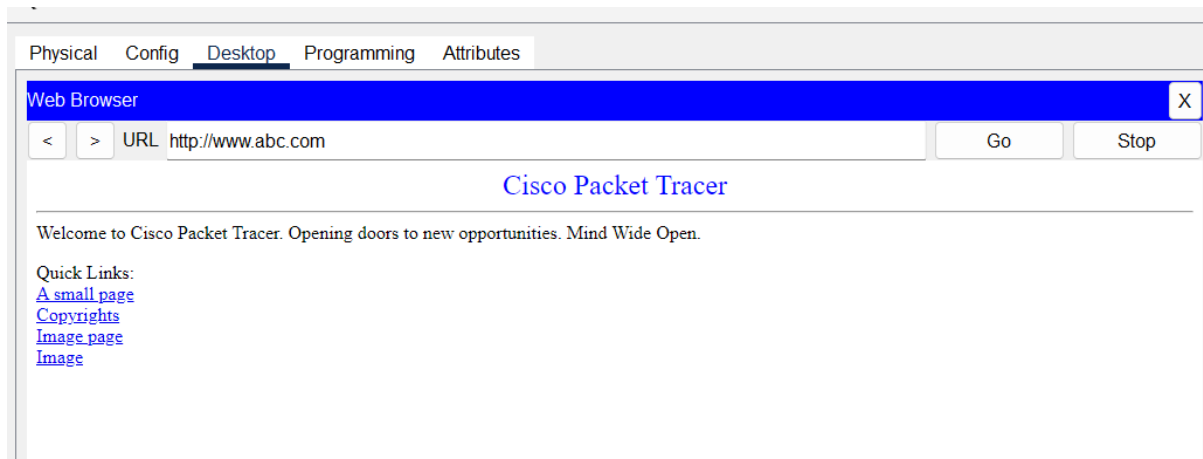 Physical Config Desktop Programming Attributes
Web Browser X
< > URL http://www.abc.com Go Stop
Cisco Packet Tracer
Welcome to Cisco Packet Tracer. Opening doors to new opportunities. Mind Wide Open.
Quick Links:
A small page
Copyrights
Image page
Image